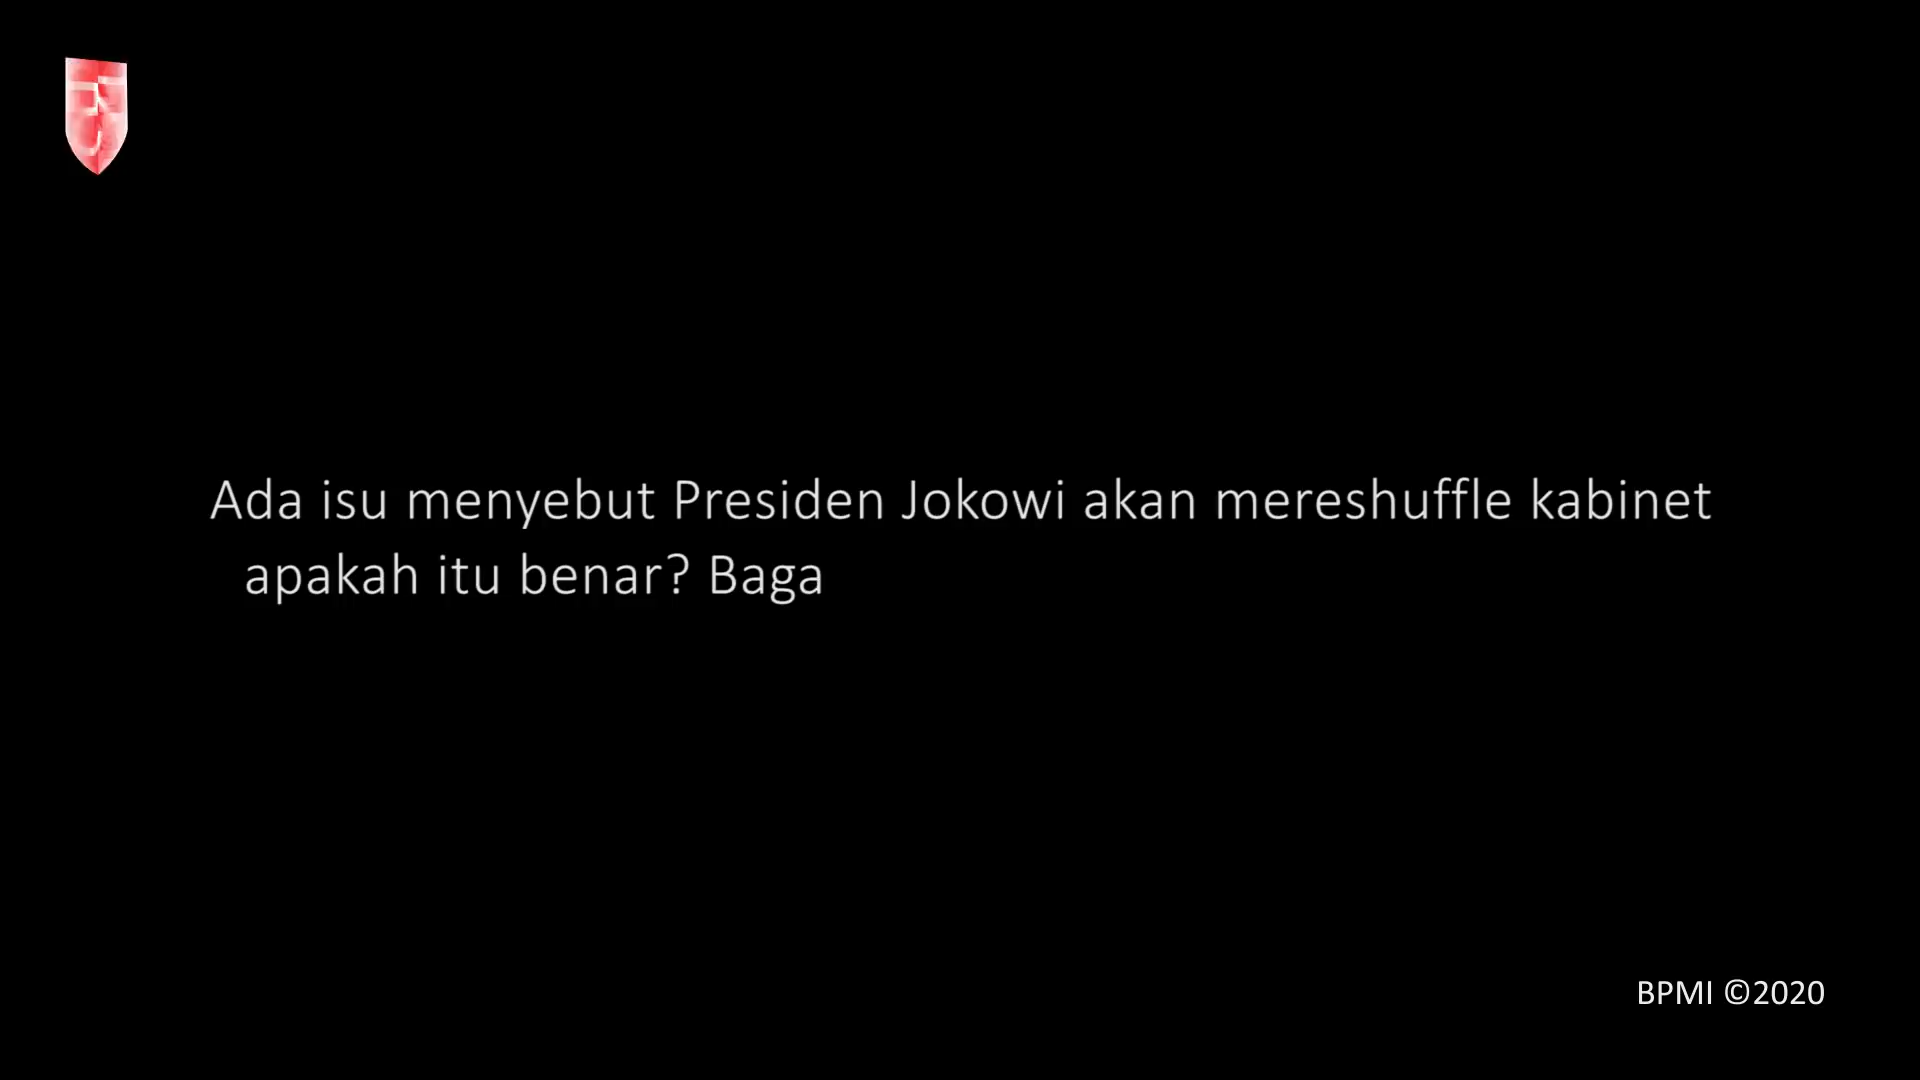 Ada isu menyebut Presiden Jokowi akan mereshuffle kabinet
apakah itu benar? Baga
BPMI ©2020